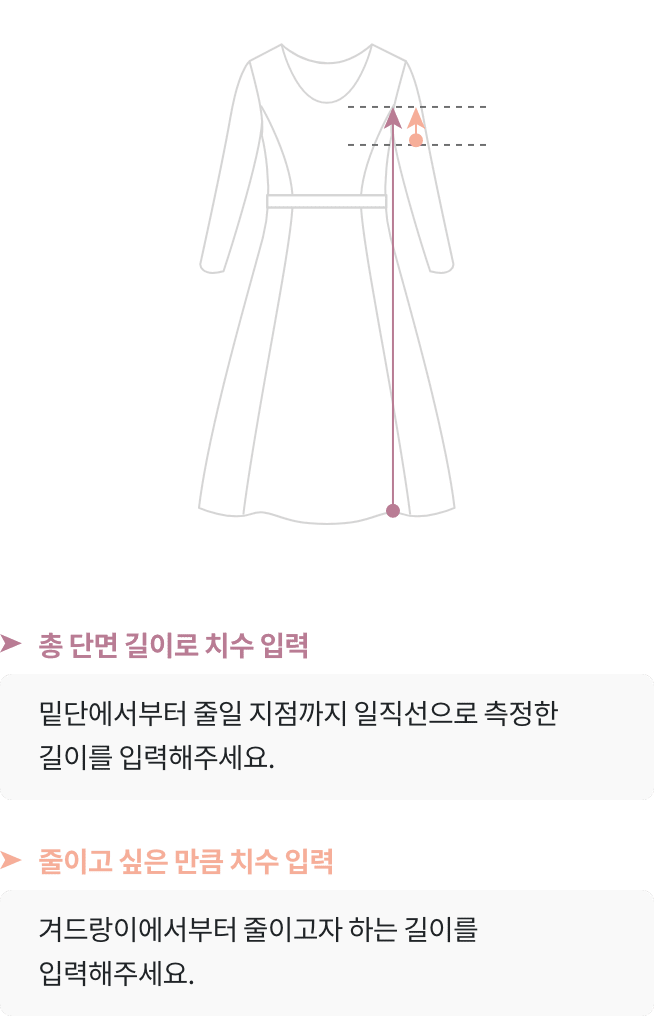 총 단면 길이로 치수 입력
밑단에서부터 줄일 지점까지 일직선으로 측정한
길이를 입력해주세요.
줄이고 싶은 만큼 치수 입력
겨드랑이에서부터 줄이고자 하는 길이를
입력해주세요.